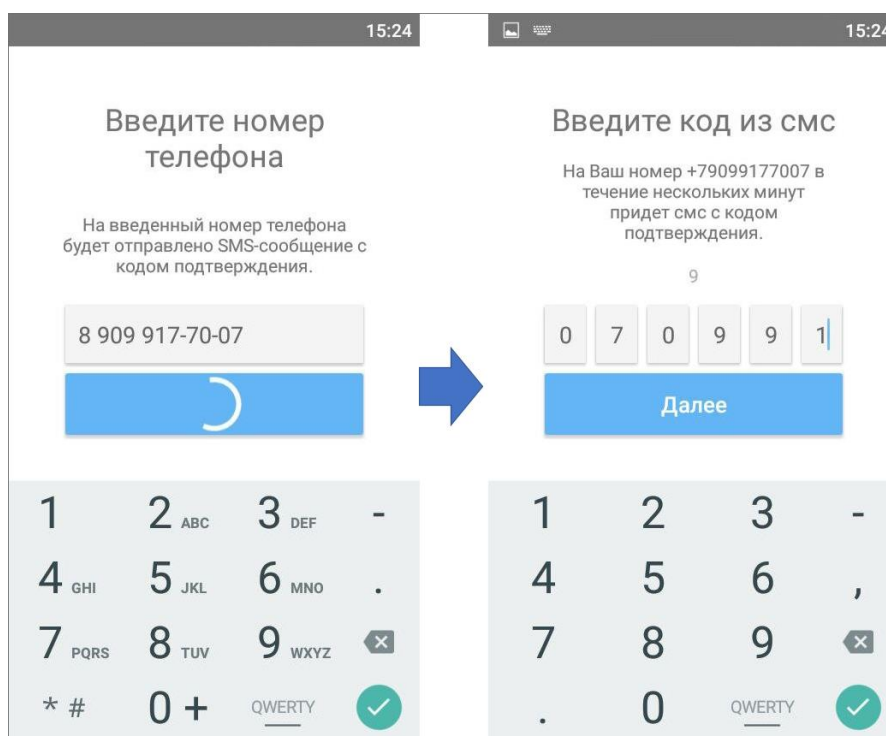 15:24
Введите номер
телефона
На введенный номер телефона
будет отправлено SMS-сообщение с
кодом подтверждения.
8 909 917-70-07
1 2 ABC 3 DEF -
4 GHI 5 JKL 6 MNO .
7 PQRS 8 TUV 9 WXYZ
* # 0 + QWERTY
15:24
Введите код из смс
На Ваш номер +79099177007 в
течение нескольких минут
придет смс с кодом
подтверждения.
9
0 7 0 9 9 1
Далее
1 2 3 -
4 5 6 ,
7 8 9
. 0 QWERTY